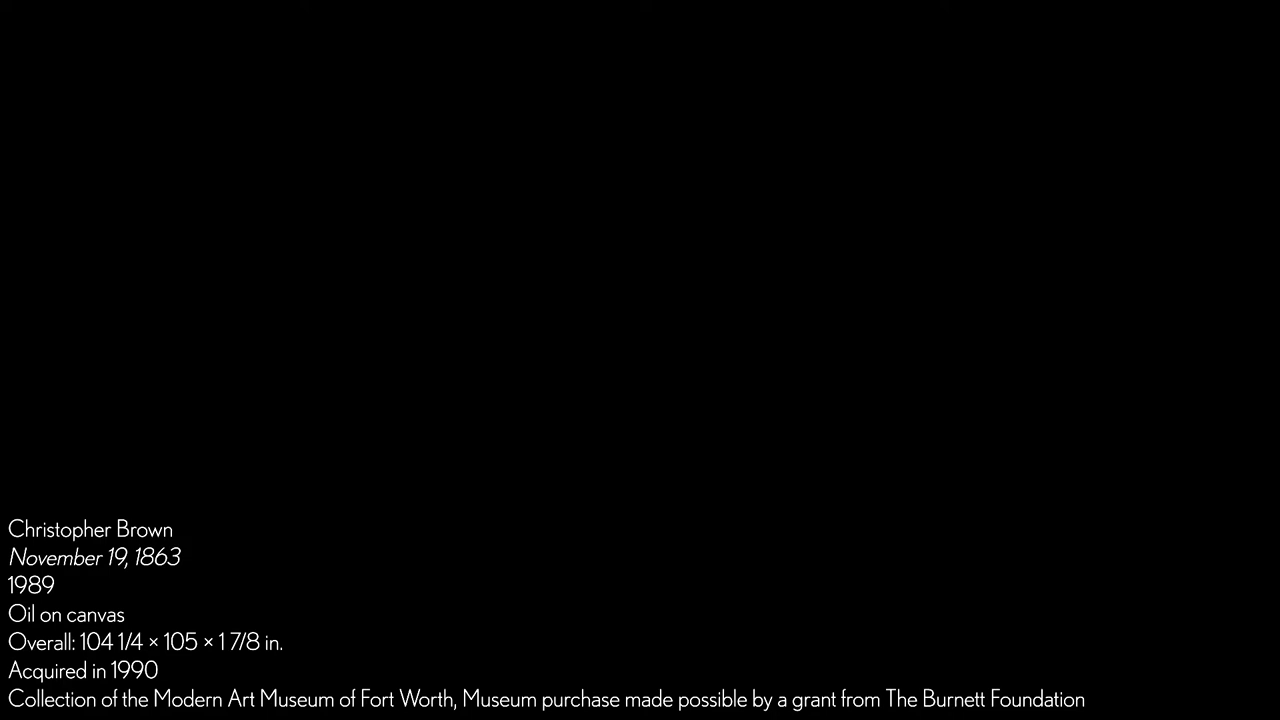 Christopher Brown
November 19, 1863
1989
Oil on canvas
Overall: 104 1/4 × 105 × 1 7/8 in.
Acquired in 1990
Collection of the Modern Art Museum of Fort Worth, Museum purchase made possible by a grant from The Burnett Foundation